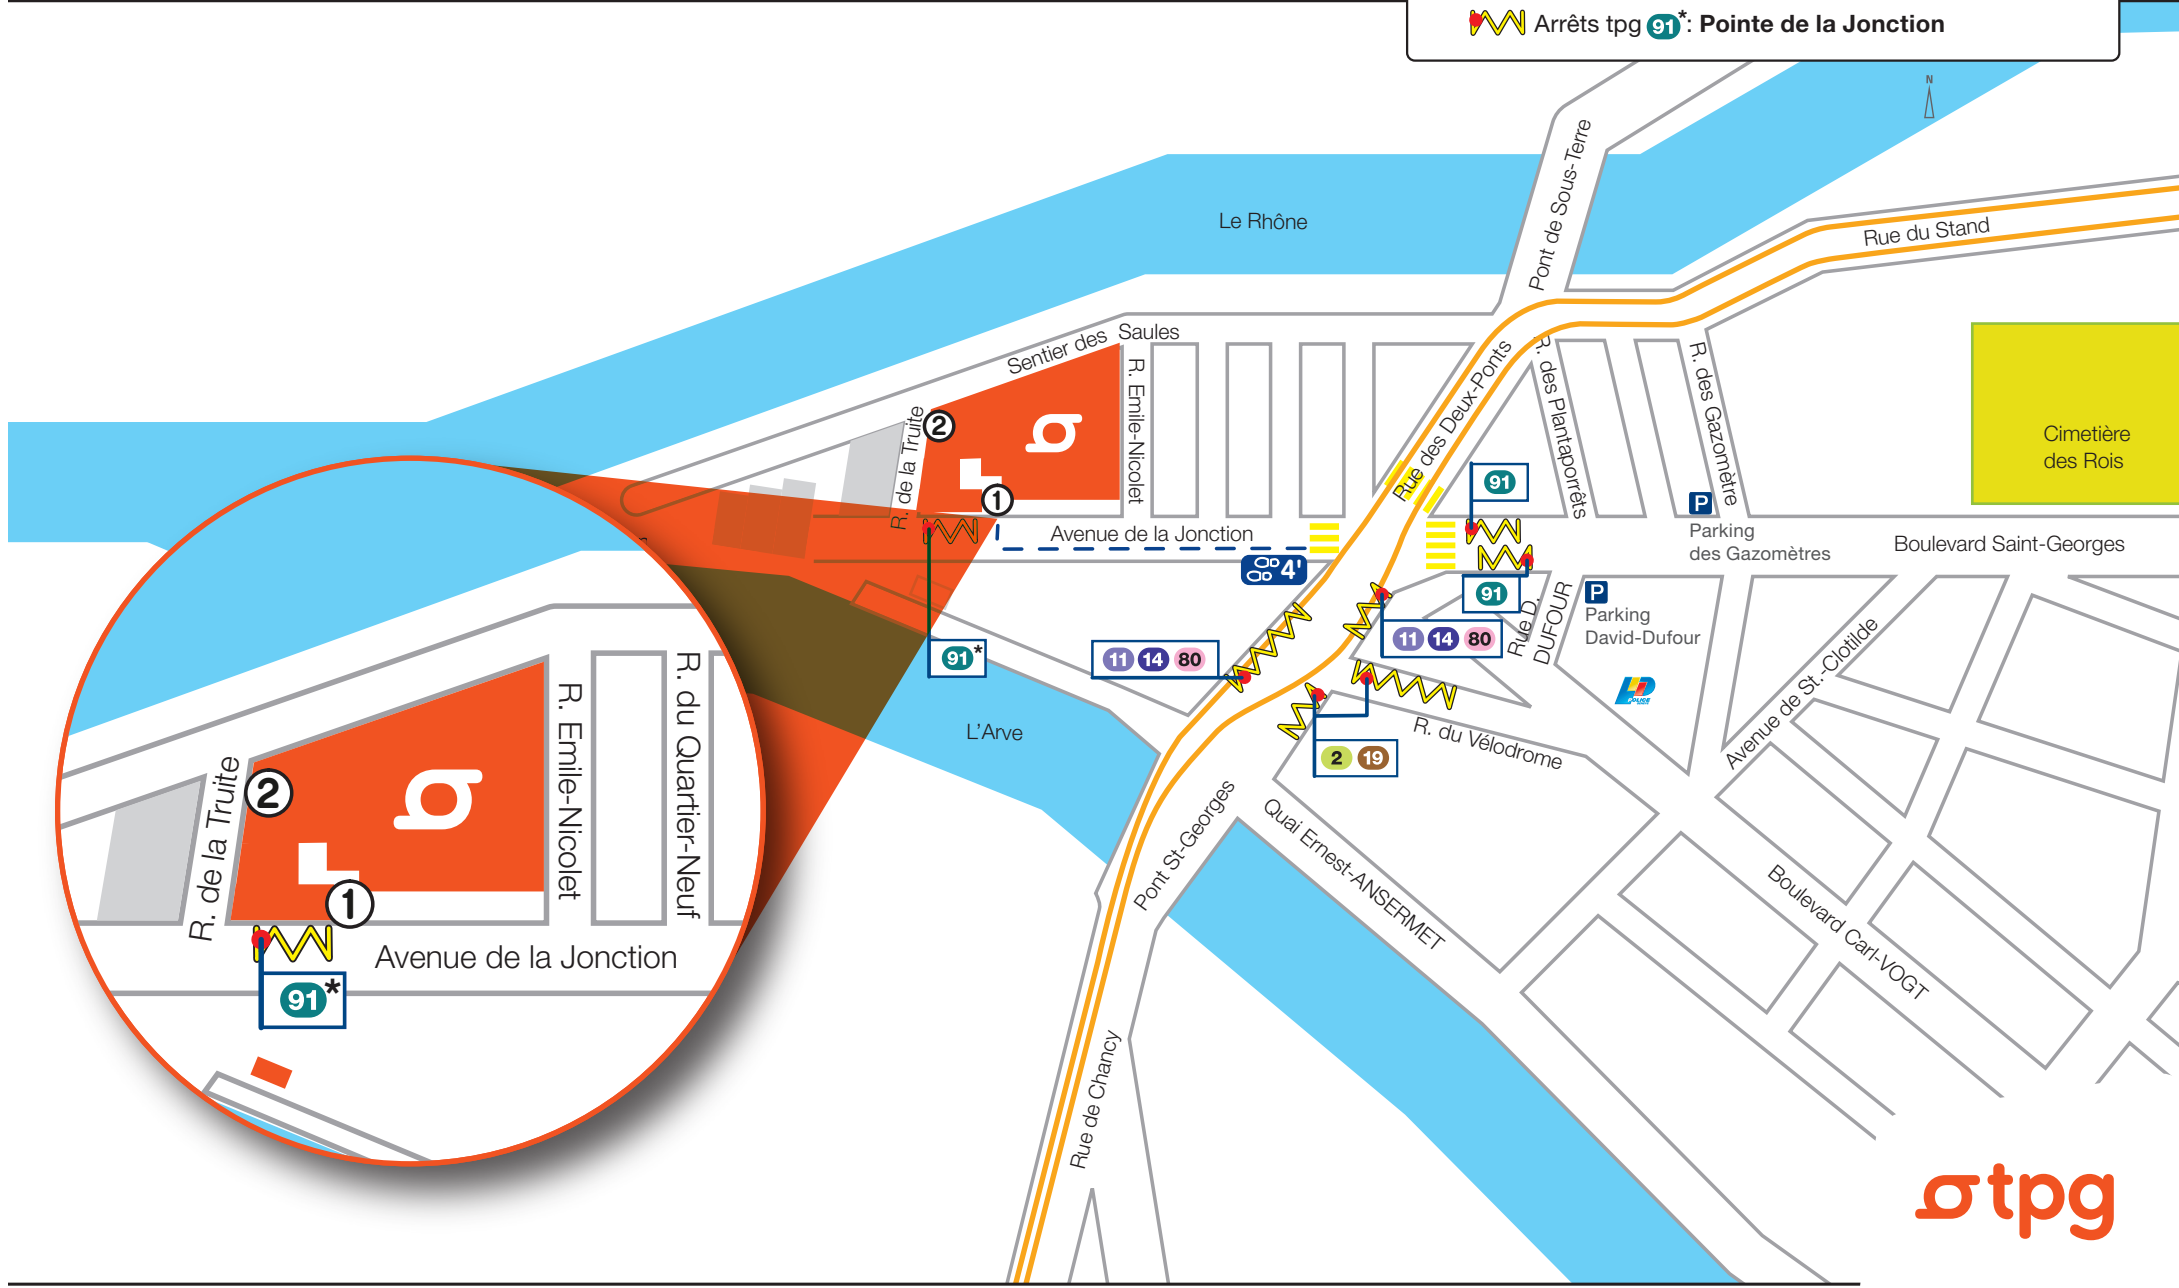 Arrêts tpg 91*: Pointe de la Jonction
N
Pont de Sous-Terre
Le Rhône
Rue du Stand
Sentier des Saules
R. Emile-Nicolet
R. de la Truite
2
1
Rue des Deux-Ponts
R. des Plantaporrêts
R. des Gazomètre
Cimetière
des Rois
91
P
Parking
des Gazomètres
Boulevard Saint-Georges
Avenue de la Jonction
4'
91
P
Parking
David-Dufour
Rue D.
DUFOUR
11 14 80
11 14 80
91*
POLICE
Avenue de St.-Clotilde
L'Arve
R. du Vélodrome
2 19
Pont St-Georges
Quai Ernest-ANSERMET
Boulevard Carl-VOGT
Rue de Chancy
R. du Quartier-Neuf
R. Emile-Nicolet
R. de la Truite
2
1
Avenue de la Jonction
91*
tpg